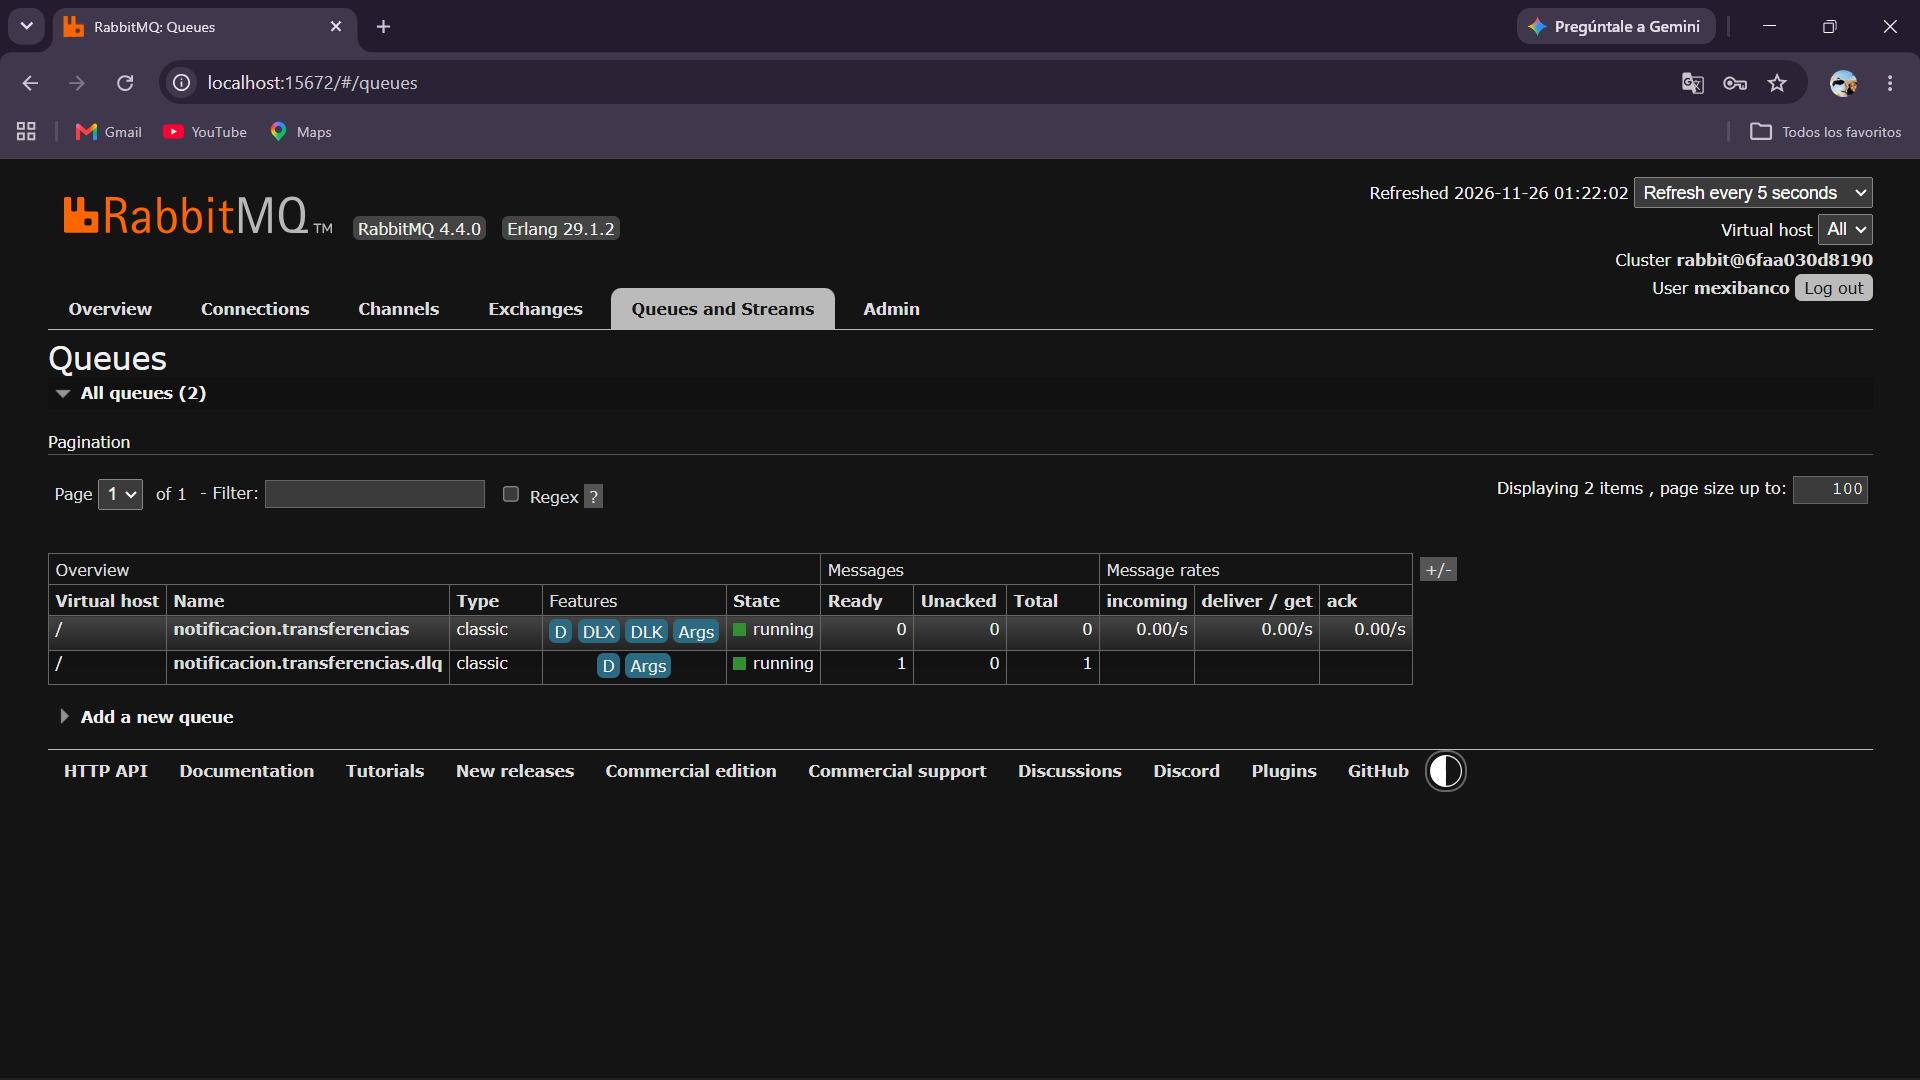 RabbitMQ: Queues
Pregúntale a Gemini
localhost:15672/#/queues
Gmail
YouTube
Maps
Todos los favoritos
RabbitMQ TM
RabbitMQ 4.4.0
Erlang 29.1.2
Refreshed 2026-11-26 01:22:02 Refresh every 5 seconds
Virtual host All
Cluster rabbit@6faa030d8190
User mexibanco Log out
Overview Connections Channels Exchanges Queues and Streams Admin
Queues
All queues (2)
Pagination
Page 1 of 1 - Filter: Regex ?
Displaying 2 items , page size up to: 100
Overview Messages Message rates +/-
Virtual host Name Type Features State Ready Unacked Total incoming deliver / get ack
/ notificacion.transferencias classic D DLX DLK Args running 0 0 0 0.00/s 0.00/s 0.00/s
/ notificacion.transferencias.dlq classic D Args running 1 0 1
Add a new queue
HTTP API Documentation Tutorials New releases Commercial edition Commercial support Discussions Discord Plugins GitHub